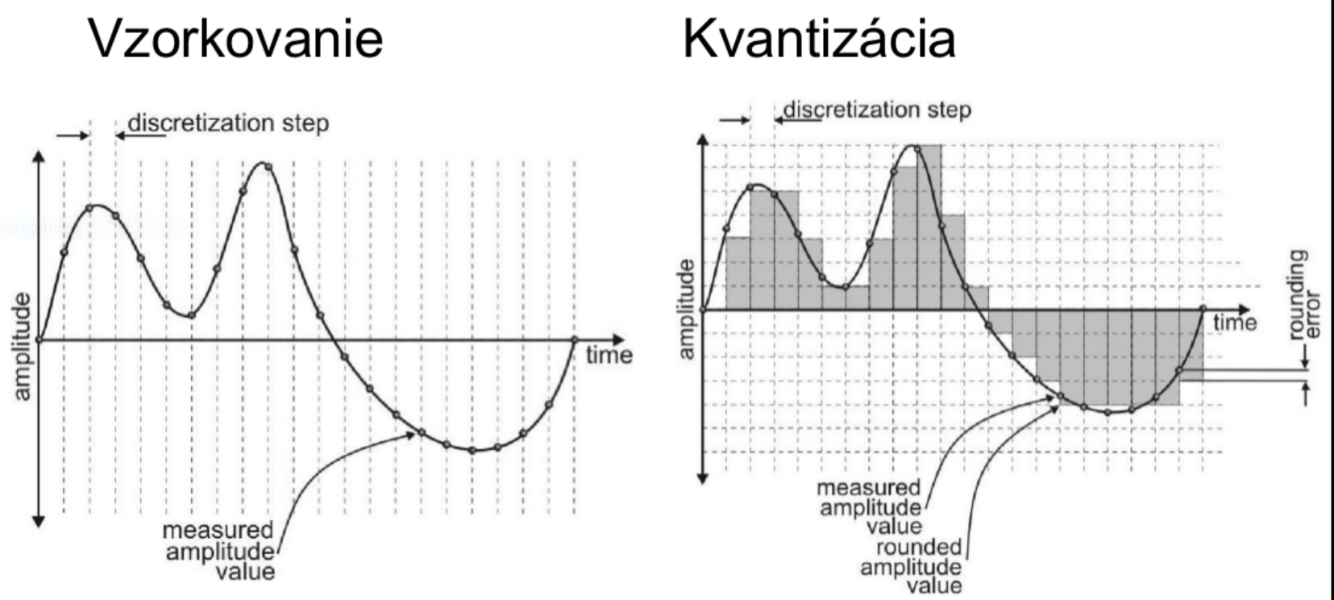 Vzorkovanie
discretization step
amplitude
time
measured
amplitude
value
Kvantizácia
discretization step
amplitude
time
rounding
error
measured
amplitude
value
rounded
amplitude
value